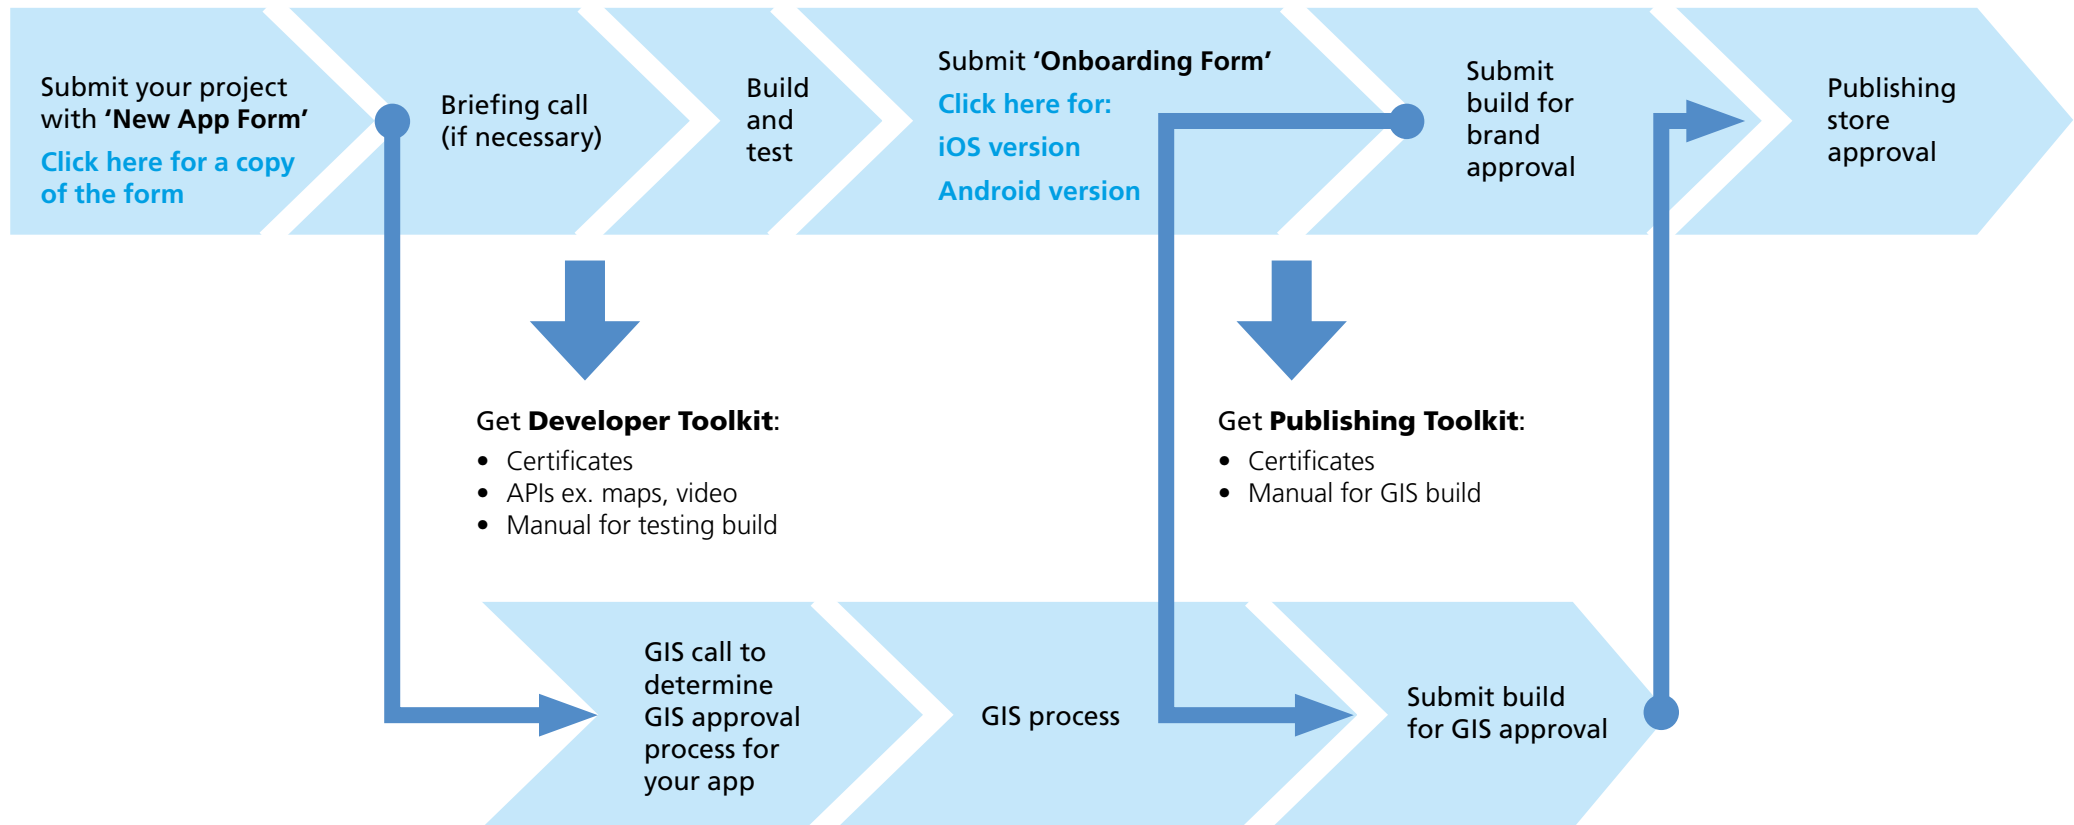 Submit your project
with ‘New App Form’
Click here for a copy
of the form
Briefing call
(if necessary)
Build
and
test
Submit ‘Onboarding Form’
Click here for:
iOS version
Android version
Submit
build for
brand
approval
Publishing
store
approval
Get Developer Toolkit:
• Certificates
• APIs ex. maps, video
• Manual for testing build
Get Publishing Toolkit:
• Certificates
• Manual for GIS build
GIS call to
determine
GIS approval
process for
your app
GIS process
Submit build
for GIS approval